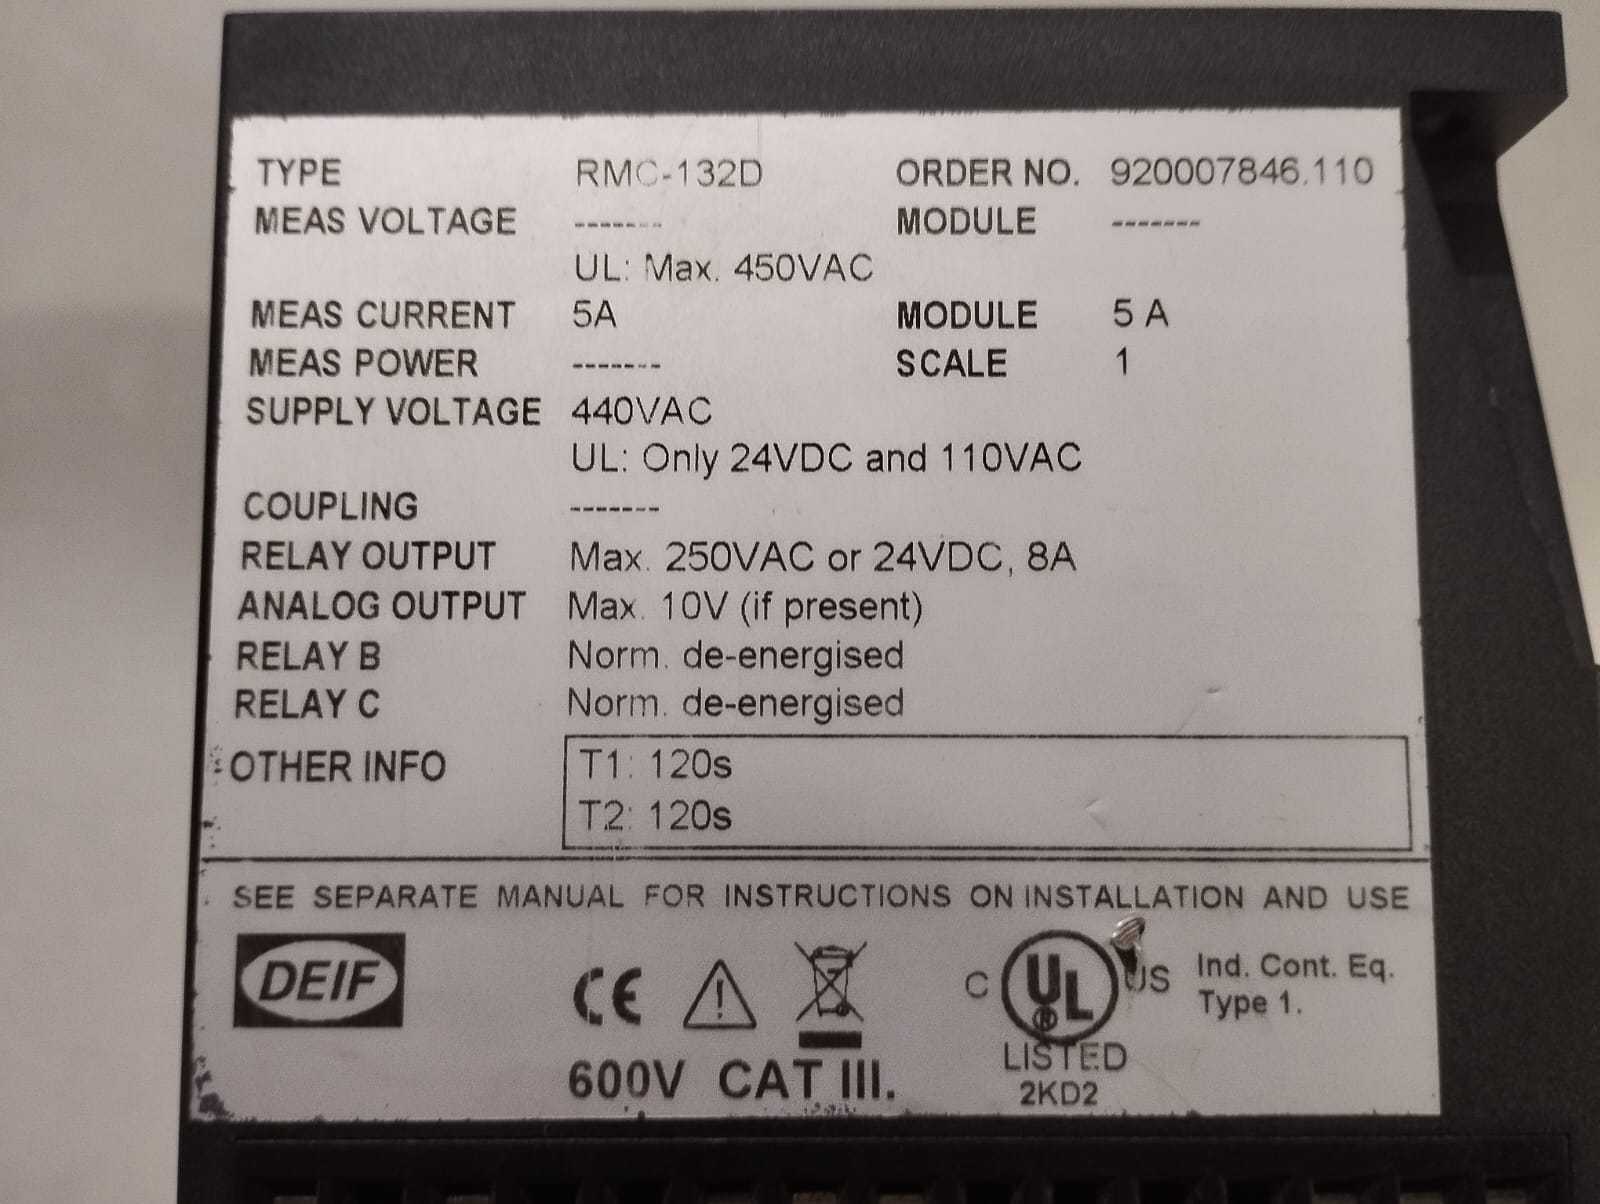 TYPE RMC-132D ORDER NO. 920007846.110
MEAS VOLTAGE ------- MODULE -------
UL: Max. 450VAC
MEAS CURRENT 5A MODULE 5 A
MEAS POWER ------- SCALE 1
SUPPLY VOLTAGE 440VAC
UL: Only 24VDC and 110VAC
COUPLING -------
RELAY OUTPUT Max. 250VAC or 24VDC, 8A
ANALOG OUTPUT Max. 10V (if present)
RELAY B Norm. de-energised
RELAY C Norm. de-energised
OTHER INFO T1: 120s
T2: 120s
SEE SEPARATE MANUAL FOR INSTRUCTIONS ON INSTALLATION AND USE
DEIF CE C UL® US Ind. Cont. Eq.
Type 1.
LISTED
600V CAT III. 2KD2